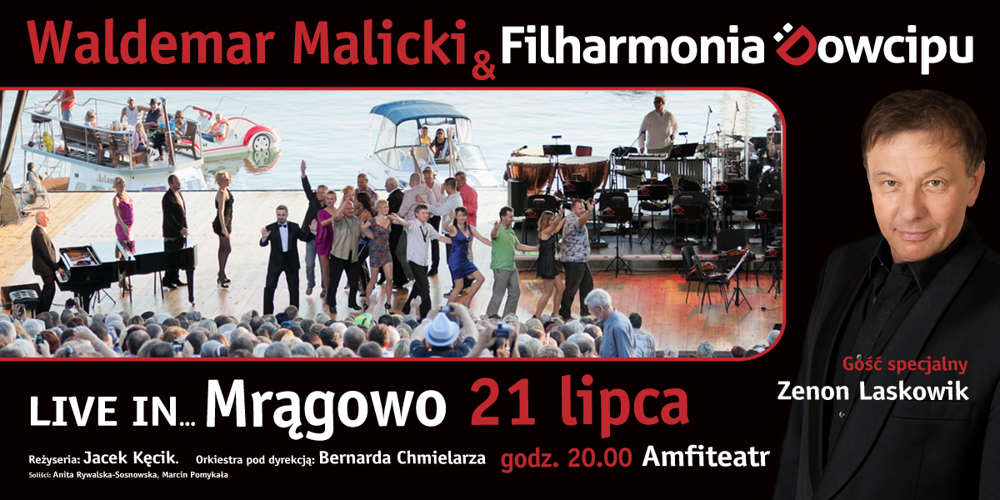 Waldemar Malicki & Filharmonia Dowcipu
Gość specjalny
Zenon Laskowik
LIVE IN... Mrągowo 21 lipca
Reżyseria: Jacek Kęcik. Orkiestra pod dyrekcją: Bernarda Chmielarza godz. 20.00 Amfiteatr
Soliści: Anita Rywalska-Sosnowska, Marcin Pomykała